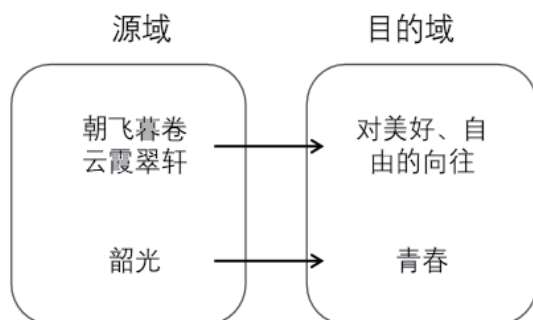 源域
目的域
朝飞暮卷
云霞翠轩
对美好、自
由的向往
韶光
青春